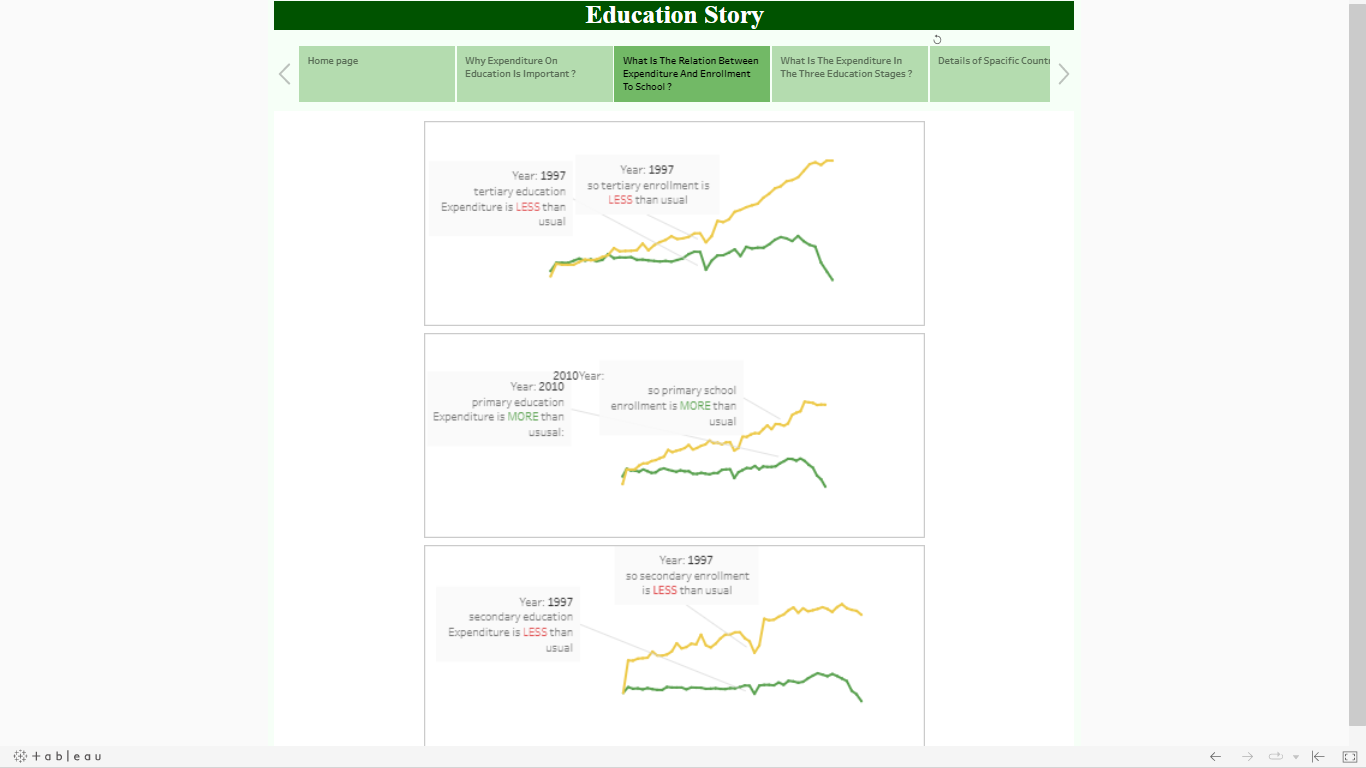 Education Story
Home page
Why Expenditure On
Education Is Important ?
What Is The Relation Between
Expenditure And Enrollment
To School ?
What Is The Expenditure In
The Three Education Stages ?
Details of Spacific Count
Year: 1997
tertiary education
Expenditure is LESS than
usual
Year: 1997
so tertiary enrollment is
LESS than usual
Year: 2010
primary education
Expenditure is MORE than
ususal:
2010Year:
so primary school
enrollment is MORE than
usual
Year: 1997
so secondary enrollment
is LESS than usual
Year: 1997
secondary education
Expenditure is LESS than
usual
+ a b l e a u